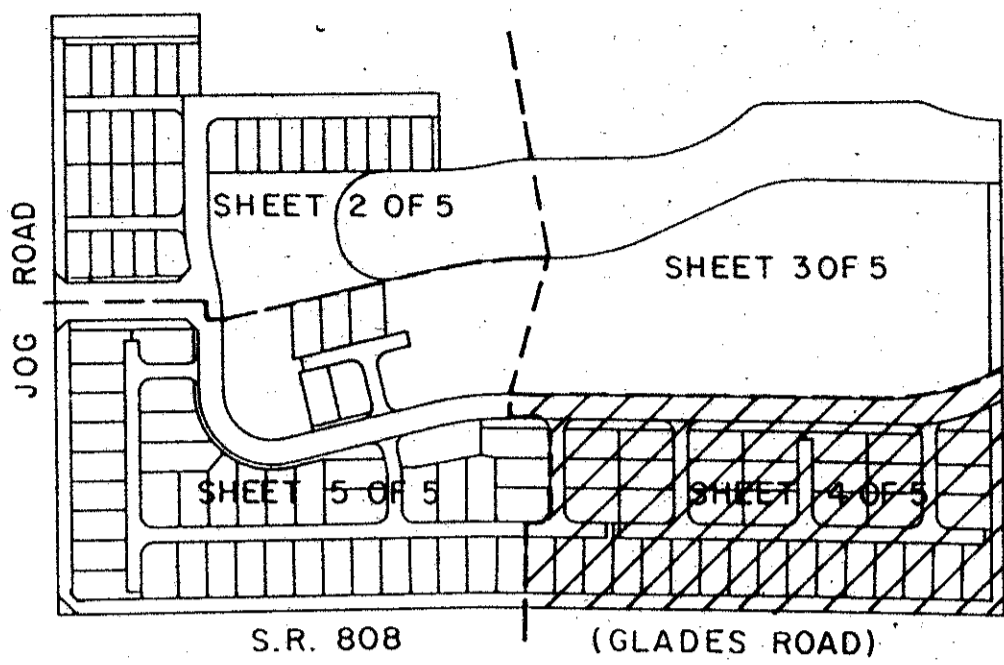 SHEET 2 OF 5
SHEET 3 OF 5
JOG ROAD
SHEET 5 OF 5
SHEET 4 OF 5
S.R. 808
(GLADES ROAD)